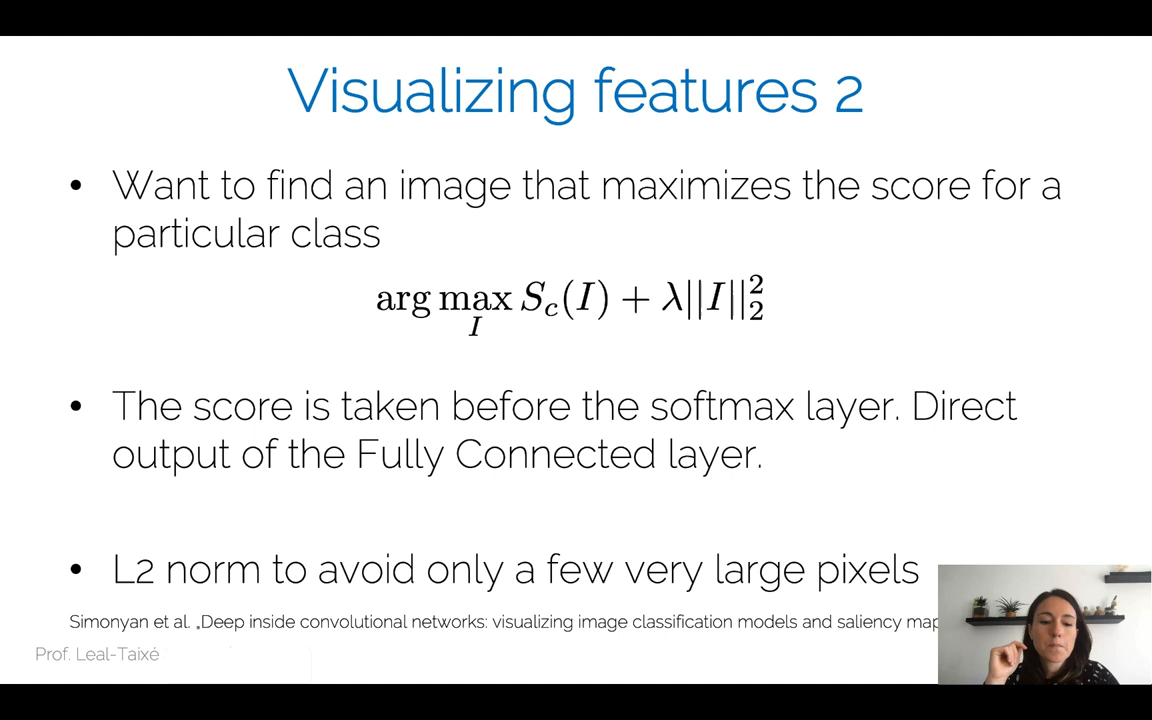 Visualizing features 2
• Want to find an image that maximizes the score for a
particular class
arg max S_c(I) + λ||I||_2^2
I
• The score is taken before the softmax layer. Direct
output of the Fully Connected layer.
• L2 norm to avoid only a few very large pixels
Simonyan et al. „Deep inside convolutional networks: visualizing image classification models and saliency map
Prof. Leal-Taixé